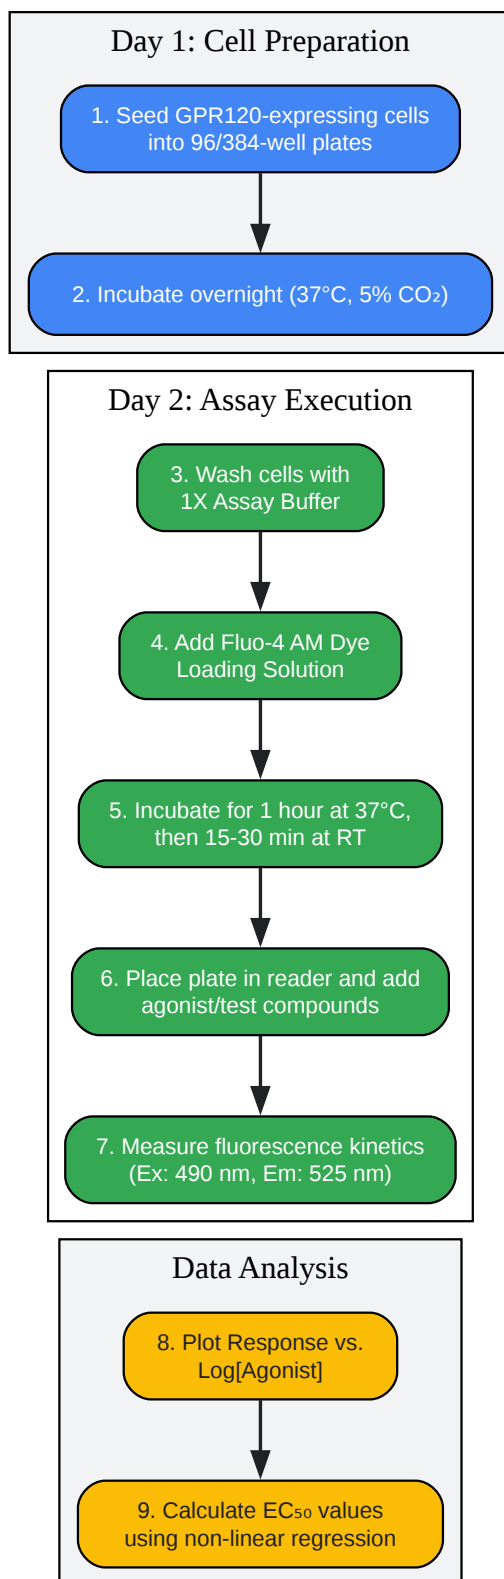 Day 1: Cell Preparation
1. Seed GPR120-expressing cells
into 96/384-well plates
2. Incubate overnight (37°C, 5% CO₂)
Day 2: Assay Execution
3. Wash cells with
1X Assay Buffer
4. Add Fluo-4 AM Dye
Loading Solution
5. Incubate for 1 hour at 37°C,
then 15-30 min at RT
6. Place plate in reader and add
agonist/test compounds
7. Measure fluorescence kinetics
(Ex: 490 nm, Em: 525 nm)
Data Analysis
8. Plot Response vs.
Log[Agonist]
9. Calculate EC₅₀ values
using non-linear regression